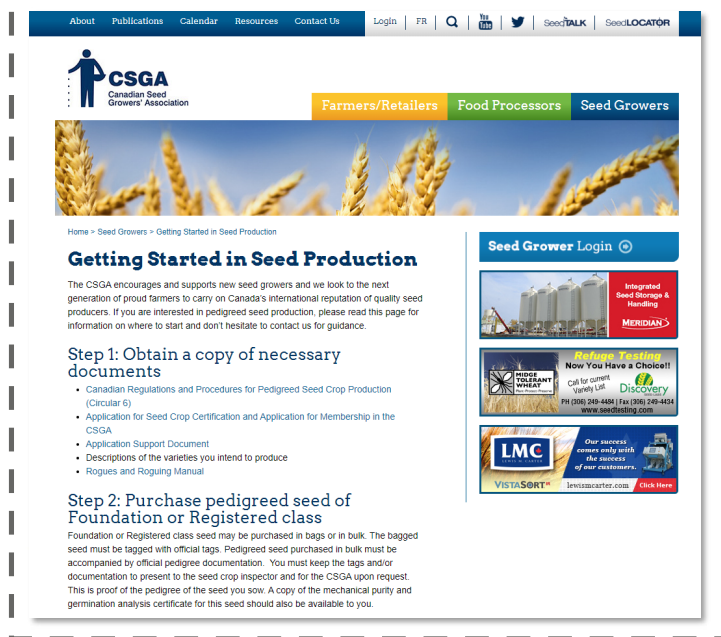 About Publications Calendar Resources Contact Us Login FR You Tube SeedTALK SeedLOCATOR
CSGA
Canadian Seed
Growers' Association
Farmers/Retailers Food Processors Seed Growers
Home > Seed Growers > Getting Started in Seed Production
Getting Started in Seed Production
The CSGA encourages and supports new seed growers and we look to the next
generation of proud farmers to carry on Canada's international reputation of quality seed
producers. If you are interested in pedigreed seed production, please read this page for
information on where to start and don't hesitate to contact us for guidance.
Step 1: Obtain a copy of necessary
documents
Canadian Regulations and Procedures for Pedigreed Seed Crop Production
(Circular 6)
Application for Seed Crop Certification and Application for Membership in the
CSGA
Application Support Document
Descriptions of the varieties you intend to produce
Rogues and Roguing Manual
Step 2: Purchase pedigreed seed of
Foundation or Registered class
Foundation or Registered class seed may be purchased in bags or in bulk. The bagged
seed must be tagged with official tags. Pedigreed seed purchased in bulk must be
accompanied by official pedigree documentation. You must keep the tags and/or
documentation to present to the seed crop inspector and for the CSGA upon request.
This is proof of the pedigree of the seed you sow. A copy of the mechanical purity and
germination analysis certificate for this seed should also be available to you.
Seed Grower Login
Integrated
Seed Storage &
Handling
MERIDIAN
Refuge Testing
Now You Have a Choice!!
MIDGE
TOLERANT
WHEAT
Call for current
Variety List
Discovery
PH (306) 249-4484 | Fax (306) 249-4434
www.seedtesting.com
LMC
LEWIS M CARTER
Our success
comes only with
the success
of our customers.
VISTASORT
lewismcarter.com Click Here